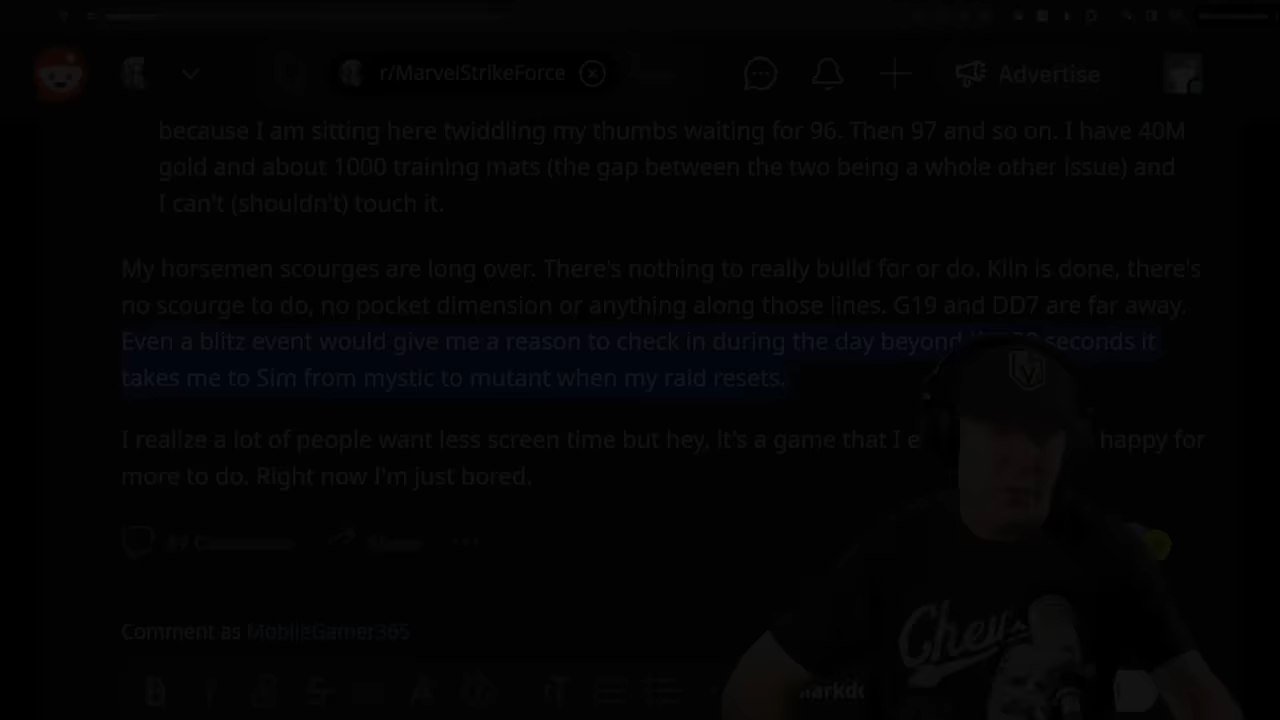 r/MarvelStrikeForce
Advertise
because I am sitting here twiddling my thumbs waiting for 96. Then 97 and so on. I have 40M
gold and about 1000 training mats (the gap between the two being a whole other issue) and
I can't (shouldn't) touch it.
My horsemen scourges are long over. There's nothing to really build for or do. Kiln is done, there's
no scourge to do, no pocket dimension or anything along those lines. G19 and DD7 are far away.
Even a blitz event would give me a reason to check in during the day beyond seconds it
takes me to Sim from mystic to mutant when my raid resets.
I realize a lot of people want less screen time but hey, it's a game that I e happy for
more to do. Right now I'm just bored.
Share
Comment as MobileGamer365
B